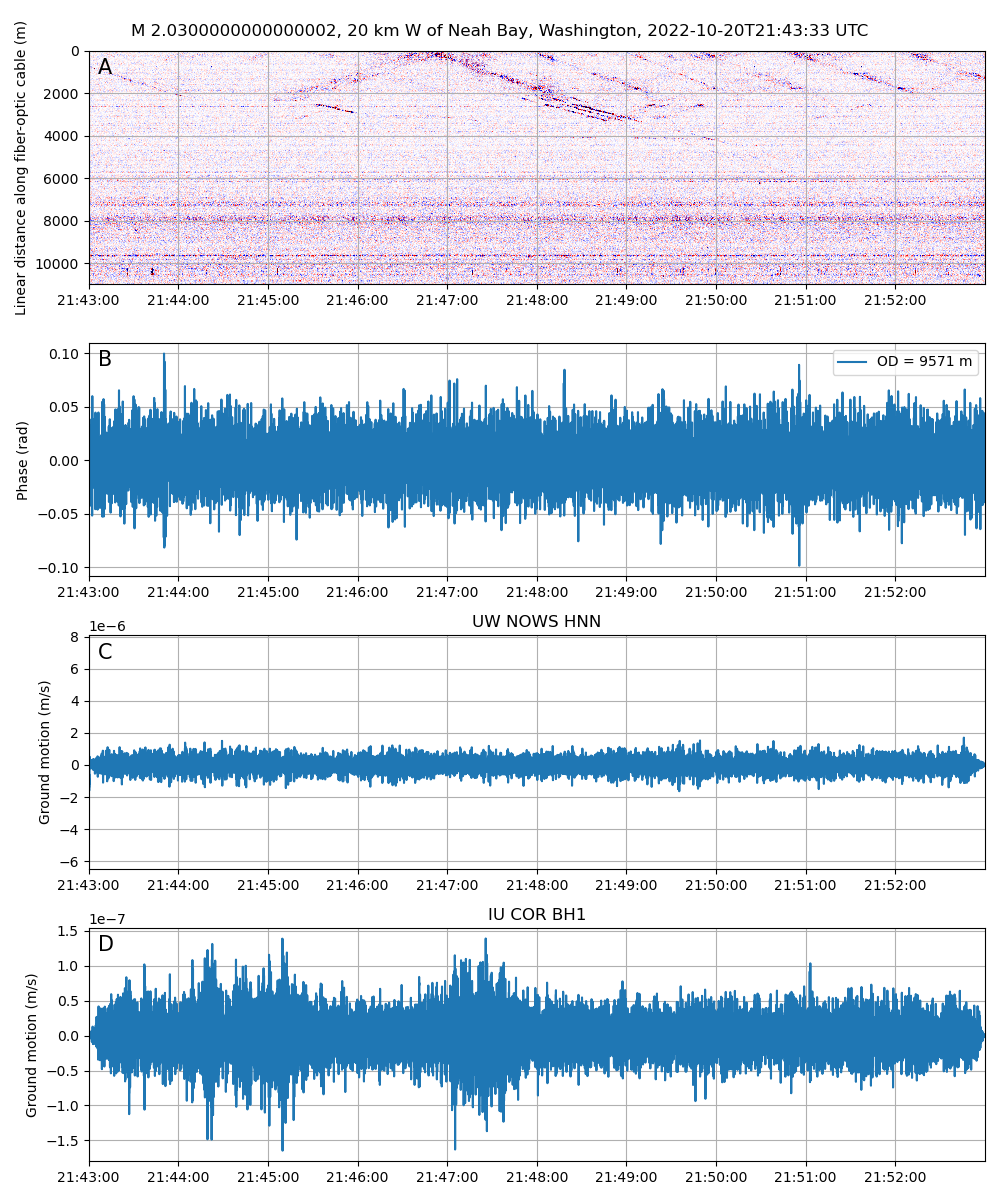 M 2.0300000000000002, 20 km W of Neah Bay, Washington, 2022-10-20T21:43:33 UTC
A
Linear distance along fiber-optic cable (m)
0
2000
4000
6000
8000
10000
21:43:00 21:44:00 21:45:00 21:46:00 21:47:00 21:48:00 21:49:00 21:50:00 21:51:00 21:52:00
B
OD = 9571 m
Phase (rad)
0.10
0.05
0.00
−0.05
−0.10
21:43:00 21:44:00 21:45:00 21:46:00 21:47:00 21:48:00 21:49:00 21:50:00 21:51:00 21:52:00
UW NOWS HNN
1e−6
C
Ground motion (m/s)
8
6
4
2
0
−2
−4
−6
21:43:00 21:44:00 21:45:00 21:46:00 21:47:00 21:48:00 21:49:00 21:50:00 21:51:00 21:52:00
IU COR BH1
1e−7
D
Ground motion (m/s)
1.5
1.0
0.5
0.0
−0.5
−1.0
−1.5
21:43:00 21:44:00 21:45:00 21:46:00 21:47:00 21:48:00 21:49:00 21:50:00 21:51:00 21:52:00